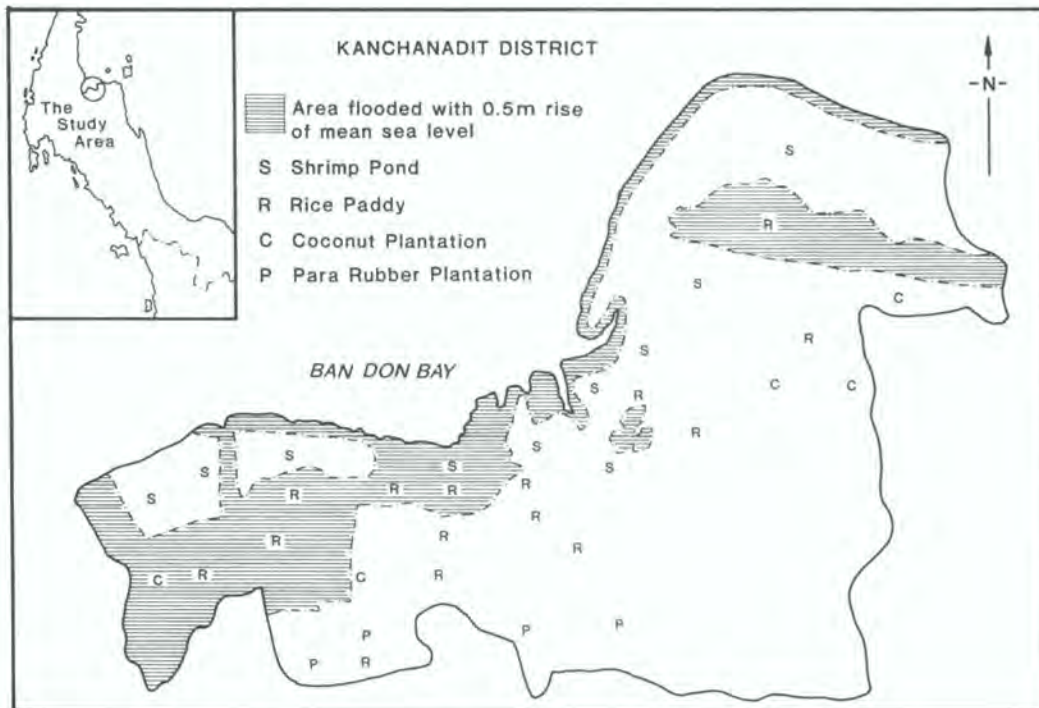 KANCHANADIT DISTRICT
-N-
The
Study
Area
Area flooded with 0.5m rise
of mean sea level
S Shrimp Pond
R Rice Paddy
C Coconut Plantation
P Para Rubber Plantation
BAN DON BAY
S
R
S
C
R
S
C
C
S
R
R
S
S
S
S
S
R
R
R
R
S
R
R
R
R
C
R
C
R
P
P
P
P
R